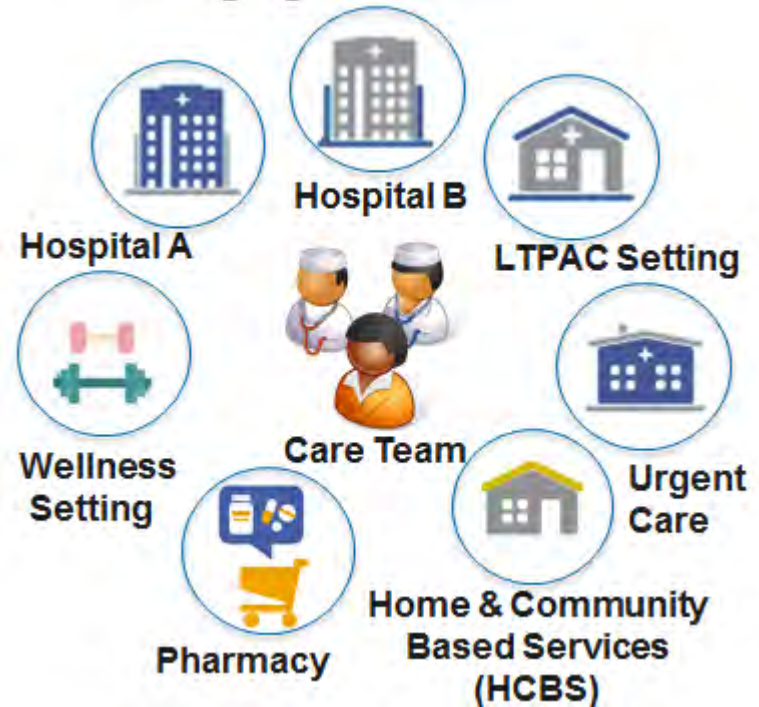 Hospital B
Hospital A
LTPAC Setting
Care Team
Wellness
Setting
Urgent
Care
Pharmacy
Home & Community
Based Services
(HCBS)